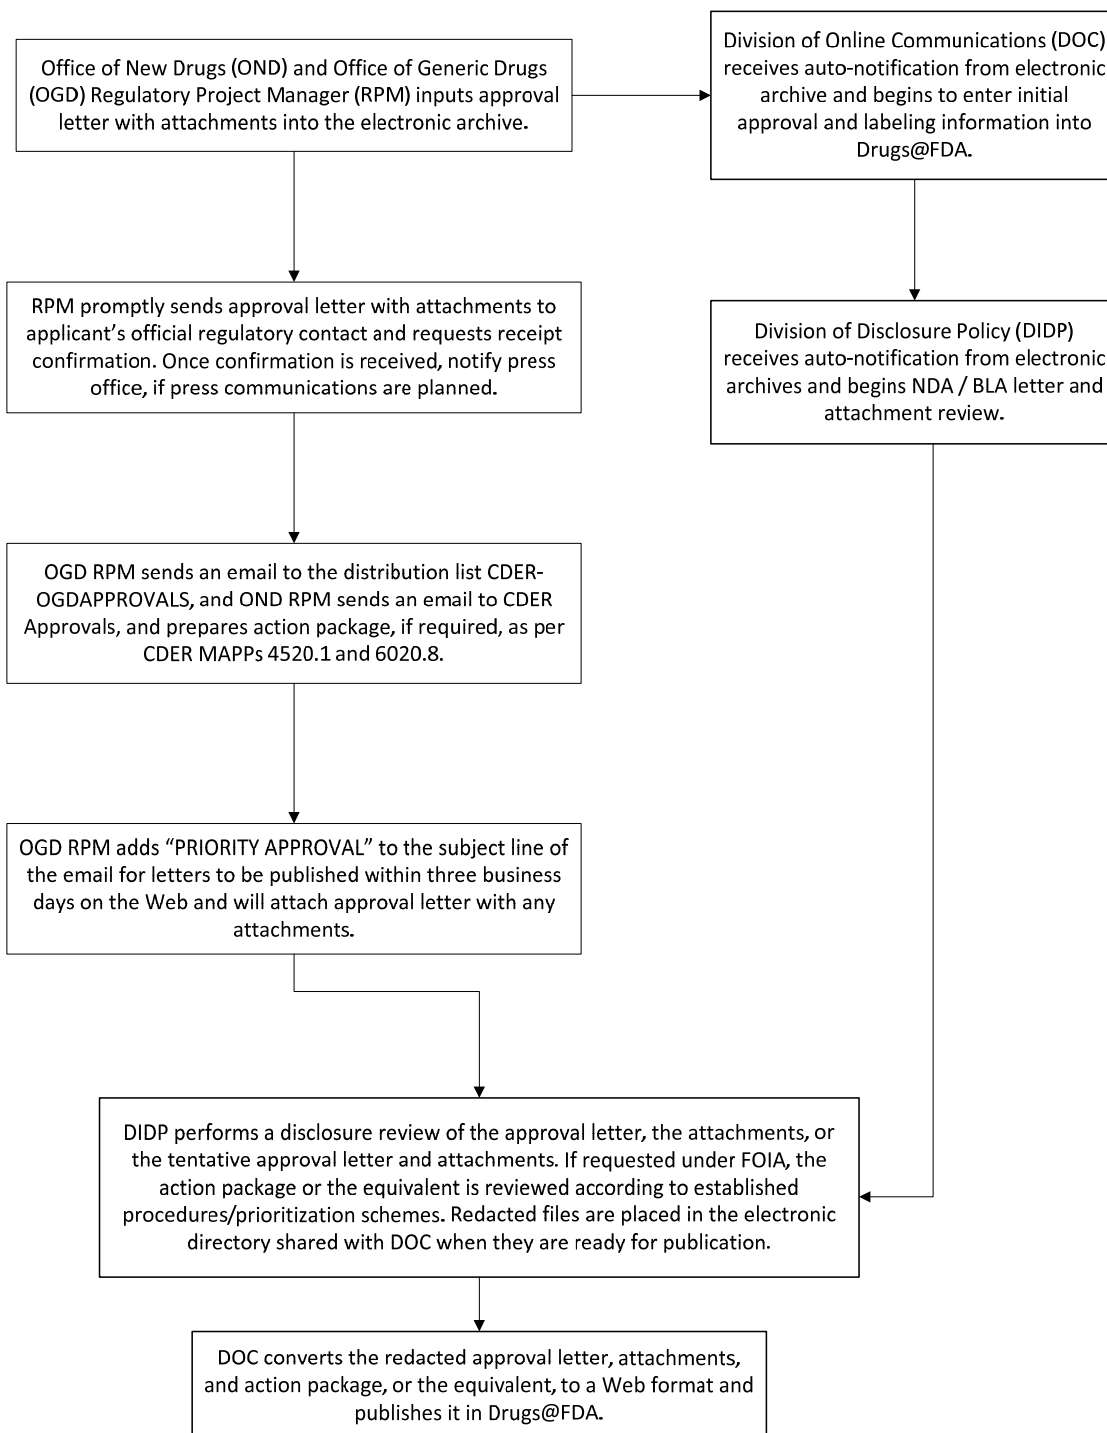 Office of New Drugs (OND) and Office of Generic Drugs
(OGD) Regulatory Project Manager (RPM) inputs approval
letter with attachments into the electronic archive.
Division of Online Communications (DOC)
receives auto-notification from electronic
archive and begins to enter initial
approval and labeling information into
Drugs@FDA.
RPM promptly sends approval letter with attachments to
applicant’s official regulatory contact and requests receipt
confirmation. Once confirmation is received, notify press
office, if press communications are planned.
Division of Disclosure Policy (DIDP)
receives auto-notification from electronic
archives and begins NDA / BLA letter and
attachment review.
OGD RPM sends an email to the distribution list CDER-
OGDAPPROVALS, and OND RPM sends an email to CDER
Approvals, and prepares action package, if required, as per
CDER MAPPs 4520.1 and 6020.8.
OGD RPM adds “PRIORITY APPROVAL” to the subject line of
the email for letters to be published within three business
days on the Web and will attach approval letter with any
attachments.
DIDP performs a disclosure review of the approval letter, the attachments, or
the tentative approval letter and attachments. If requested under FOIA, the
action package or the equivalent is reviewed according to established
procedures/prioritization schemes. Redacted files are placed in the electronic
directory shared with DOC when they are ready for publication.
DOC converts the redacted approval letter, attachments,
and action package, or the equivalent, to a Web format and
publishes it in Drugs@FDA.